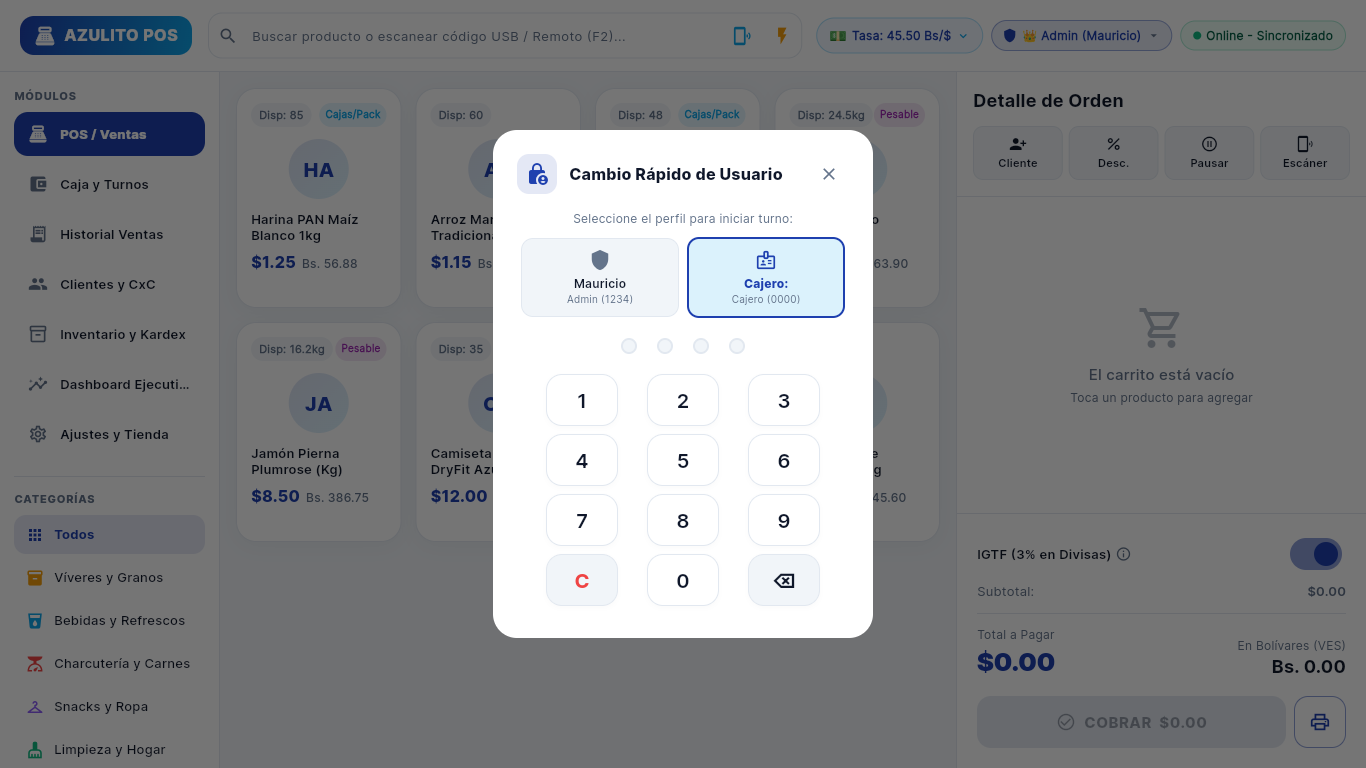 AZULITO POS
Buscar producto o escanear código USB / Remoto (F2)...
💵 Tasa: 45.50 Bs/$
👑 Admin (Mauricio)
Online - Sincronizado
MÓDULOS
POS / Ventas
Caja y Turnos
Historial Ventas
Clientes y CxC
Inventario y Kardex
Dashboard Ejecuti...
Ajustes y Tienda
CATEGORÍAS
Todos
Víveres y Granos
Bebidas y Refrescos
Charcutería y Carnes
Snacks y Ropa
Limpieza y Hogar
Disp: 85
Cajas/Pack
HA
Harina PAN Maíz
Blanco 1kg
$1.25 Bs. 56.88
Disp: 60
Arroz
$1.15
Disp: 48
Cajas/Pack
Disp: 24.5kg
Pesable
63.90
Disp: 16.2kg
Pesable
JA
Jamón Pierna
Plumrose (Kg)
$8.50 Bs. 386.75
Disp: 35
Camiseta
DryFit
$12.00
45.60
Cambio Rápido de Usuario
Seleccione el perfil para iniciar turno:
Mauricio
Admin (1234)
Cajero:
Cajero (0000)
1 2 3
4 5 6
7 8 9
C 0
Detalle de Orden
Cliente
Desc.
Pausar
Escáner
El carrito está vacío
Toca un producto para agregar
IGTF (3% en Divisas)
Subtotal: $0.00
Total a Pagar
$0.00
En Bolívares (VES)
Bs. 0.00
COBRAR $0.00